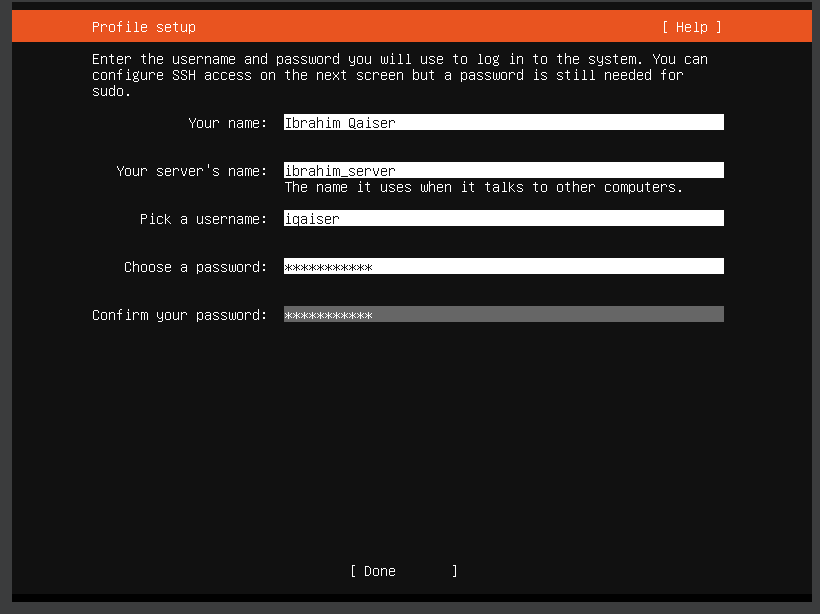 Profile setup [ Help ]
Enter the username and password you will use to log in to the system. You can
configure SSH access on the next screen but a password is still needed for
sudo.
Your name: Ibrahim Qaiser
Your server's name: ibrahim_server
The name it uses when it talks to other computers.
Pick a username: iqaiser
Choose a password: ***********
Confirm your password: ***********
[ Done ]